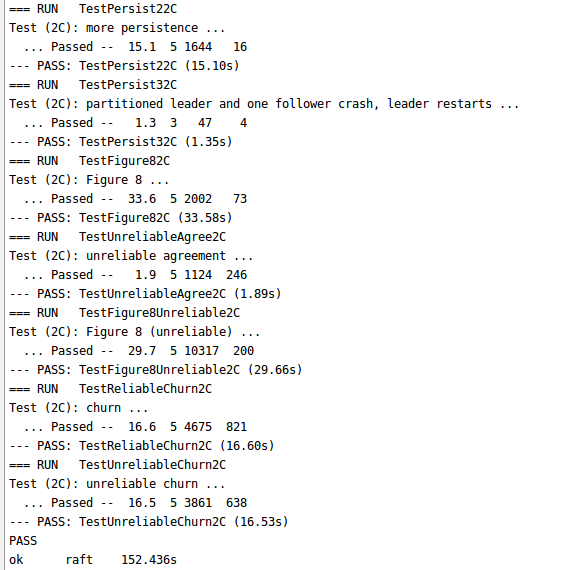 === RUN   TestPersist22C
Test (2C): more persistence ...
  ... Passed --  15.1  5 1644   16
--- PASS: TestPersist22C (15.10s)
=== RUN   TestPersist32C
Test (2C): partitioned leader and one follower crash, leader restarts ...
  ... Passed --   1.3  3   47    4
--- PASS: TestPersist32C (1.35s)
=== RUN   TestFigure82C
Test (2C): Figure 8 ...
  ... Passed --  33.6  5 2002   73
--- PASS: TestFigure82C (33.58s)
=== RUN   TestUnreliableAgree2C
Test (2C): unreliable agreement ...
  ... Passed --   1.9  5 1124  246
--- PASS: TestUnreliableAgree2C (1.89s)
=== RUN   TestFigure8Unreliable2C
Test (2C): Figure 8 (unreliable) ...
  ... Passed --  29.7  5 10317  200
--- PASS: TestFigure8Unreliable2C (29.66s)
=== RUN   TestReliableChurn2C
Test (2C): churn ...
  ... Passed --  16.6  5 4675  821
--- PASS: TestReliableChurn2C (16.60s)
=== RUN   TestUnreliableChurn2C
Test (2C): unreliable churn ...
  ... Passed --  16.5  5 3861  638
--- PASS: TestUnreliableChurn2C (16.53s)
PASS
ok      raft    152.436s